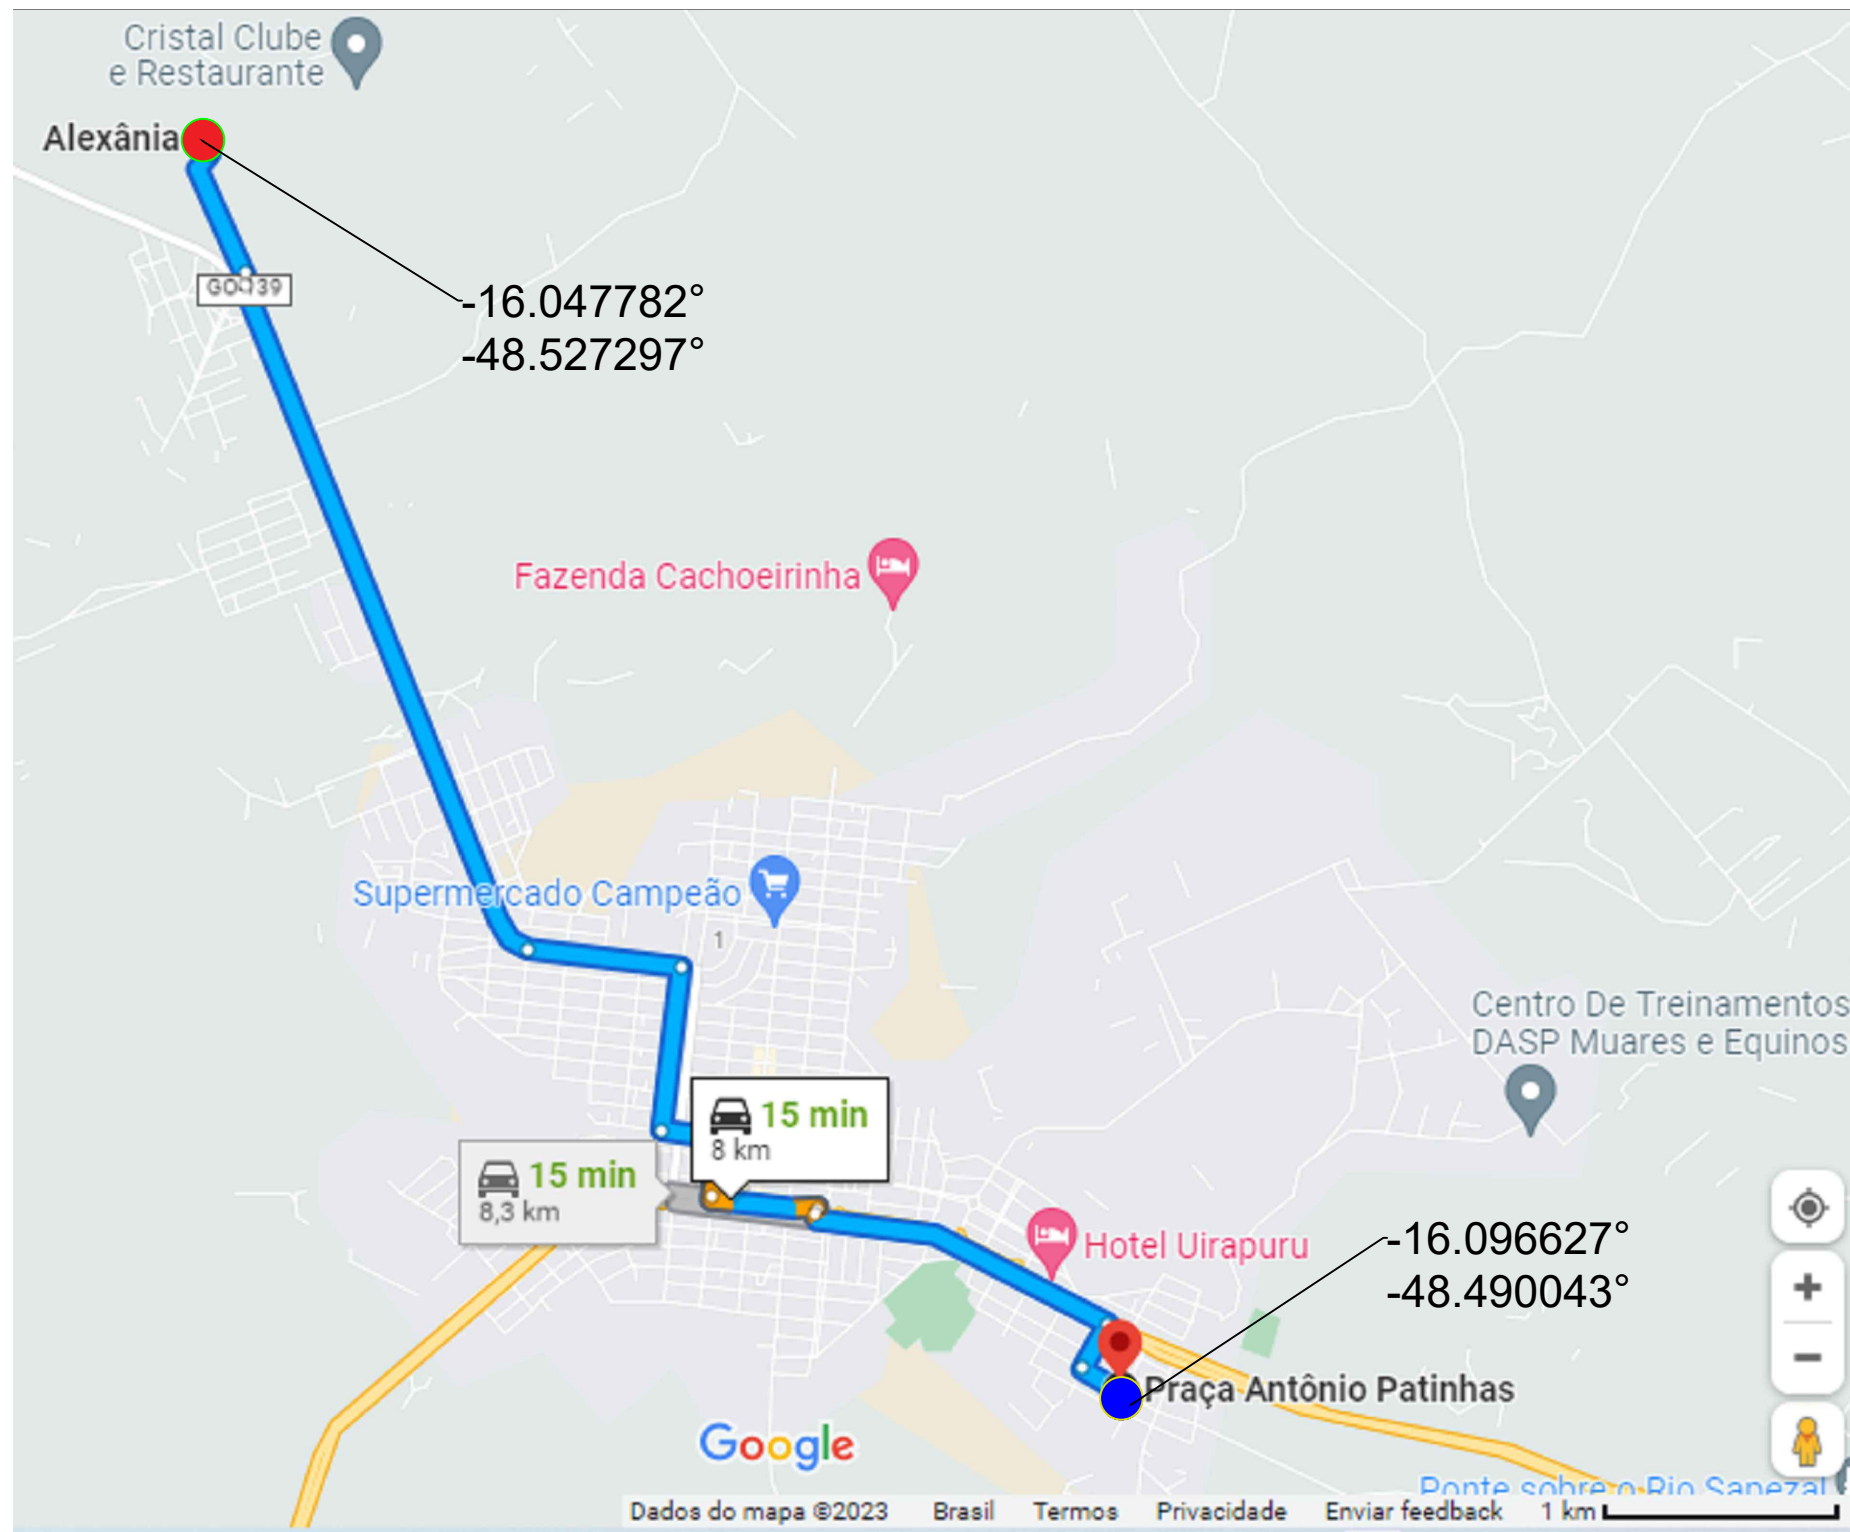 Cristal Clube
e Restaurante
Alexânia
GO-139
-16.047782°
-48.527297°
Fazenda Cachoeirinha
Supermercado Campeão
1
Centro De Treinamentos
DASP Muares e Equinos
15 min
8 km
15 min
8,3 km
Hotel Uirapuru
-16.096627°
-48.490043°
Praça Antônio Patinhas
Google
Ponte sobre o Rio Sapezal
Dados do mapa ©2023 Brasil Termos Privacidade Enviar feedback 1 km